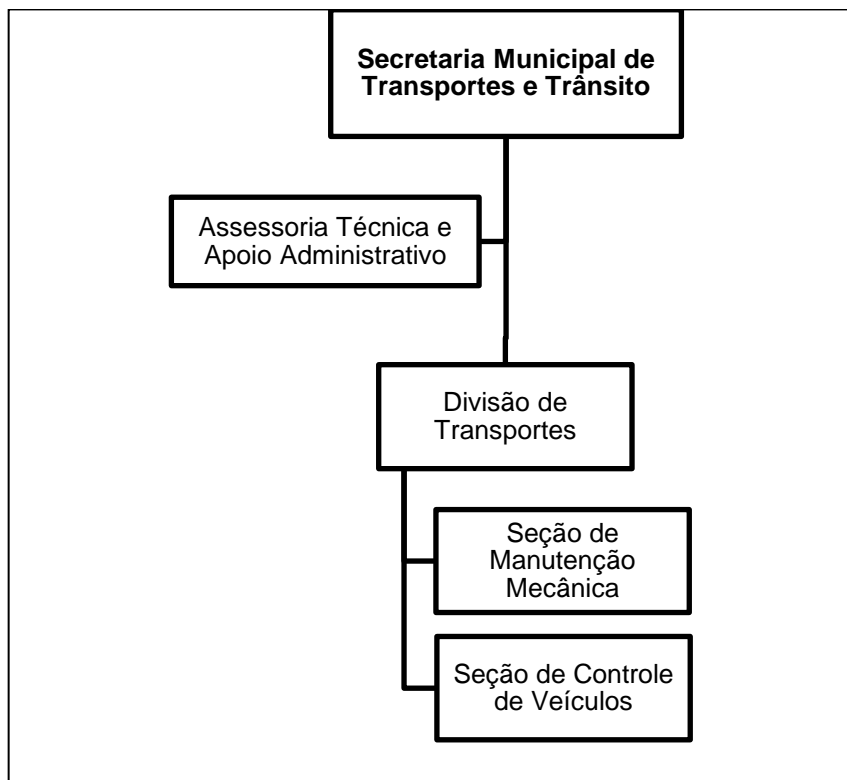 Secretaria Municipal de
Transportes e Trânsito
Assessoria Técnica e
Apoio Administrativo
Divisão de
Transportes
Seção de
Manutenção
Mecânica
Seção de Controle
de Veículos